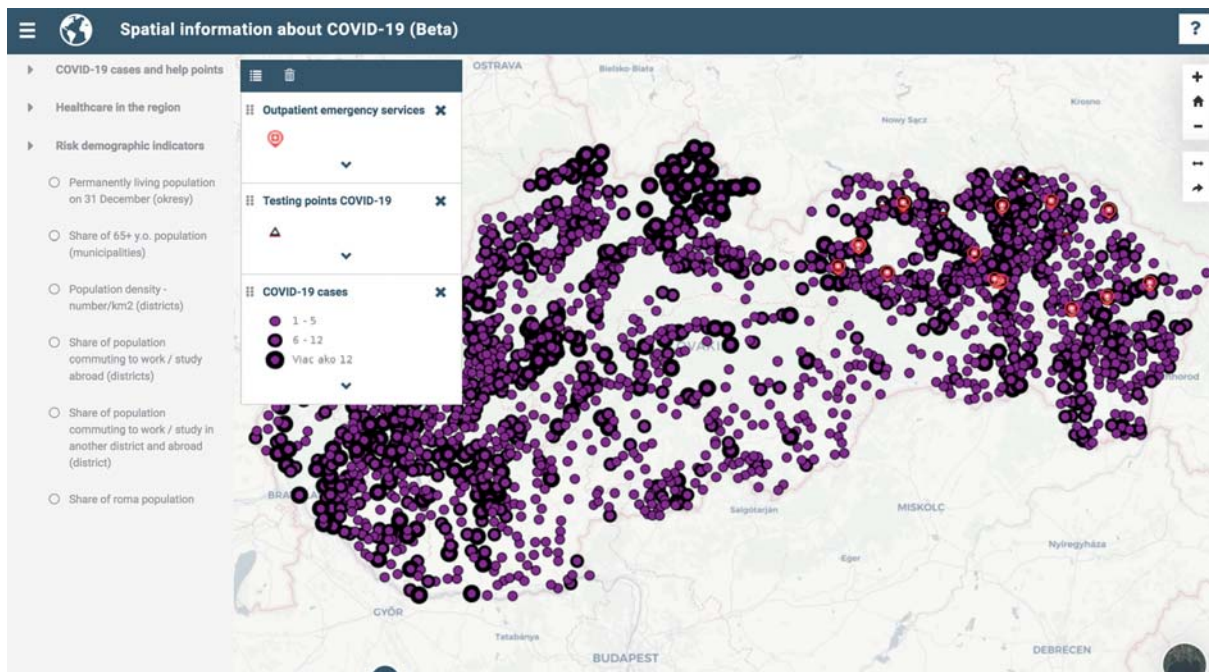 Spatial information about COVID-19 (Beta)
?
COVID-19 cases and help points
Healthcare in the region
Risk demographic indicators
Permanently living population
on 31 December (okresy)
Share of 65+ y.o. population
(municipalities)
Population density -
number/km2 (districts)
Share of population
commuting to work / study
abroad (districts)
Share of population
commuting to work / study in
another district and abroad
(district)
Share of roma population
Outpatient emergency services
Testing points COVID-19
COVID-19 cases
1 - 5
6 - 12
Viac ako 12
OSTRAVA
Bielsko-Biała
Krosno
Nowy Sącz
Salgótarján
MISKOLC
Nyíregyháza
Eger
GYŐR
Tatabánya
BUDAPEST
DEBRECEN